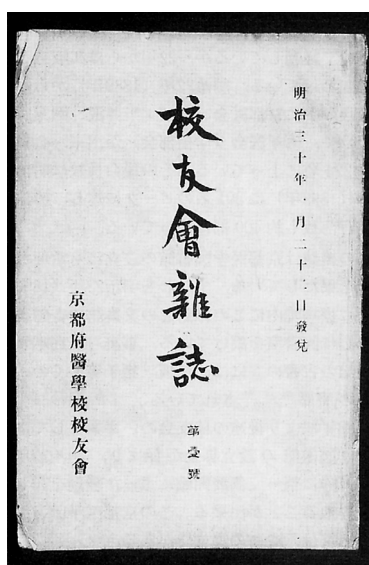 明治三十年一月二十二日發兌
校友會雜誌
第壹號
京都府醫學校校友會